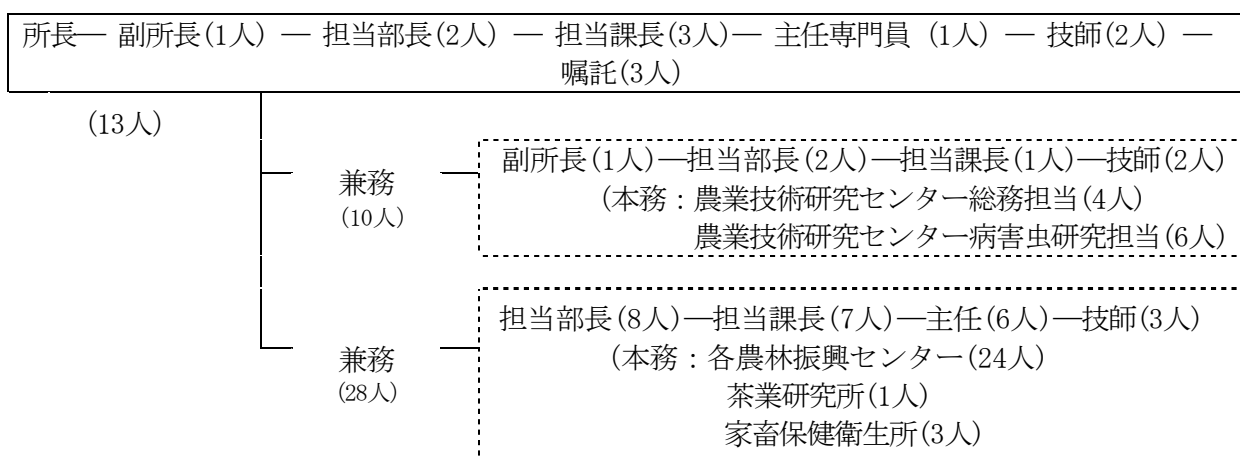 所長― 副所長(1人) ― 担当部長(2人) ― 担当課長(3人)― 主任専門員 (1人) ― 技師(2人) ―
嘱託(3人)
(13人)
兼務
(10人)
副所長(1人)―担当部長(2人)―担当課長(1人)―技師(2人)
(本務：農業技術研究センター総務担当(4人)
農業技術研究センター病害虫研究担当(6人)
兼務
(28人)
担当部長(8人)―担当課長(7人)―主任(6人)―技師(3人)
(本務：各農林振興センター(24人)
茶業研究所(1人)
家畜保健衛生所(3人)